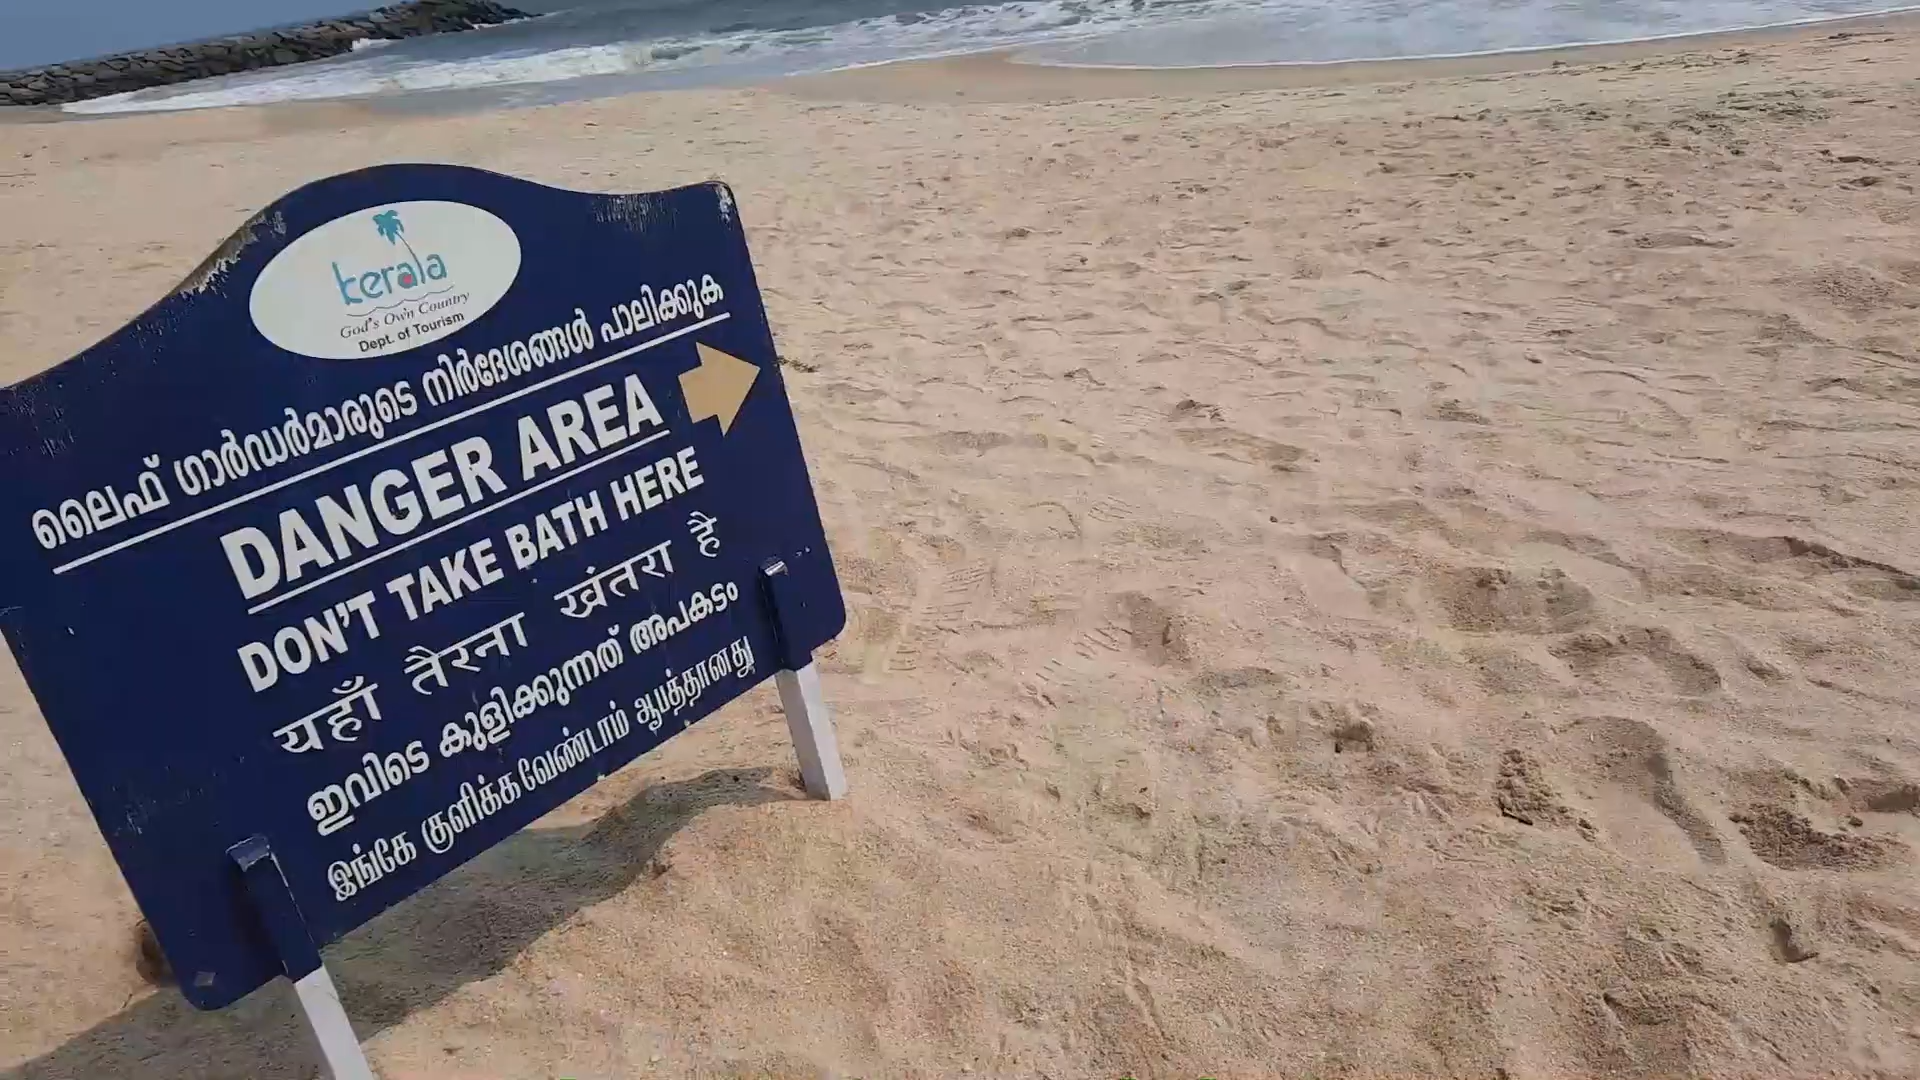 kerala
God's Own Country
Dept. of Tourism
ലൈഫ് ഗാർഡർമാരുടെ നിർദ്ദേശങ്ങൾ പാലിക്കുക
DANGER AREA
DON'T TAKE BATH HERE
यहाँ तैरना खंतरा है
ഇവിടെ കുളിക്കുന്നത് അപകടം
இங்கே குளிக்க வேண்டாம் ஆபத்தானது